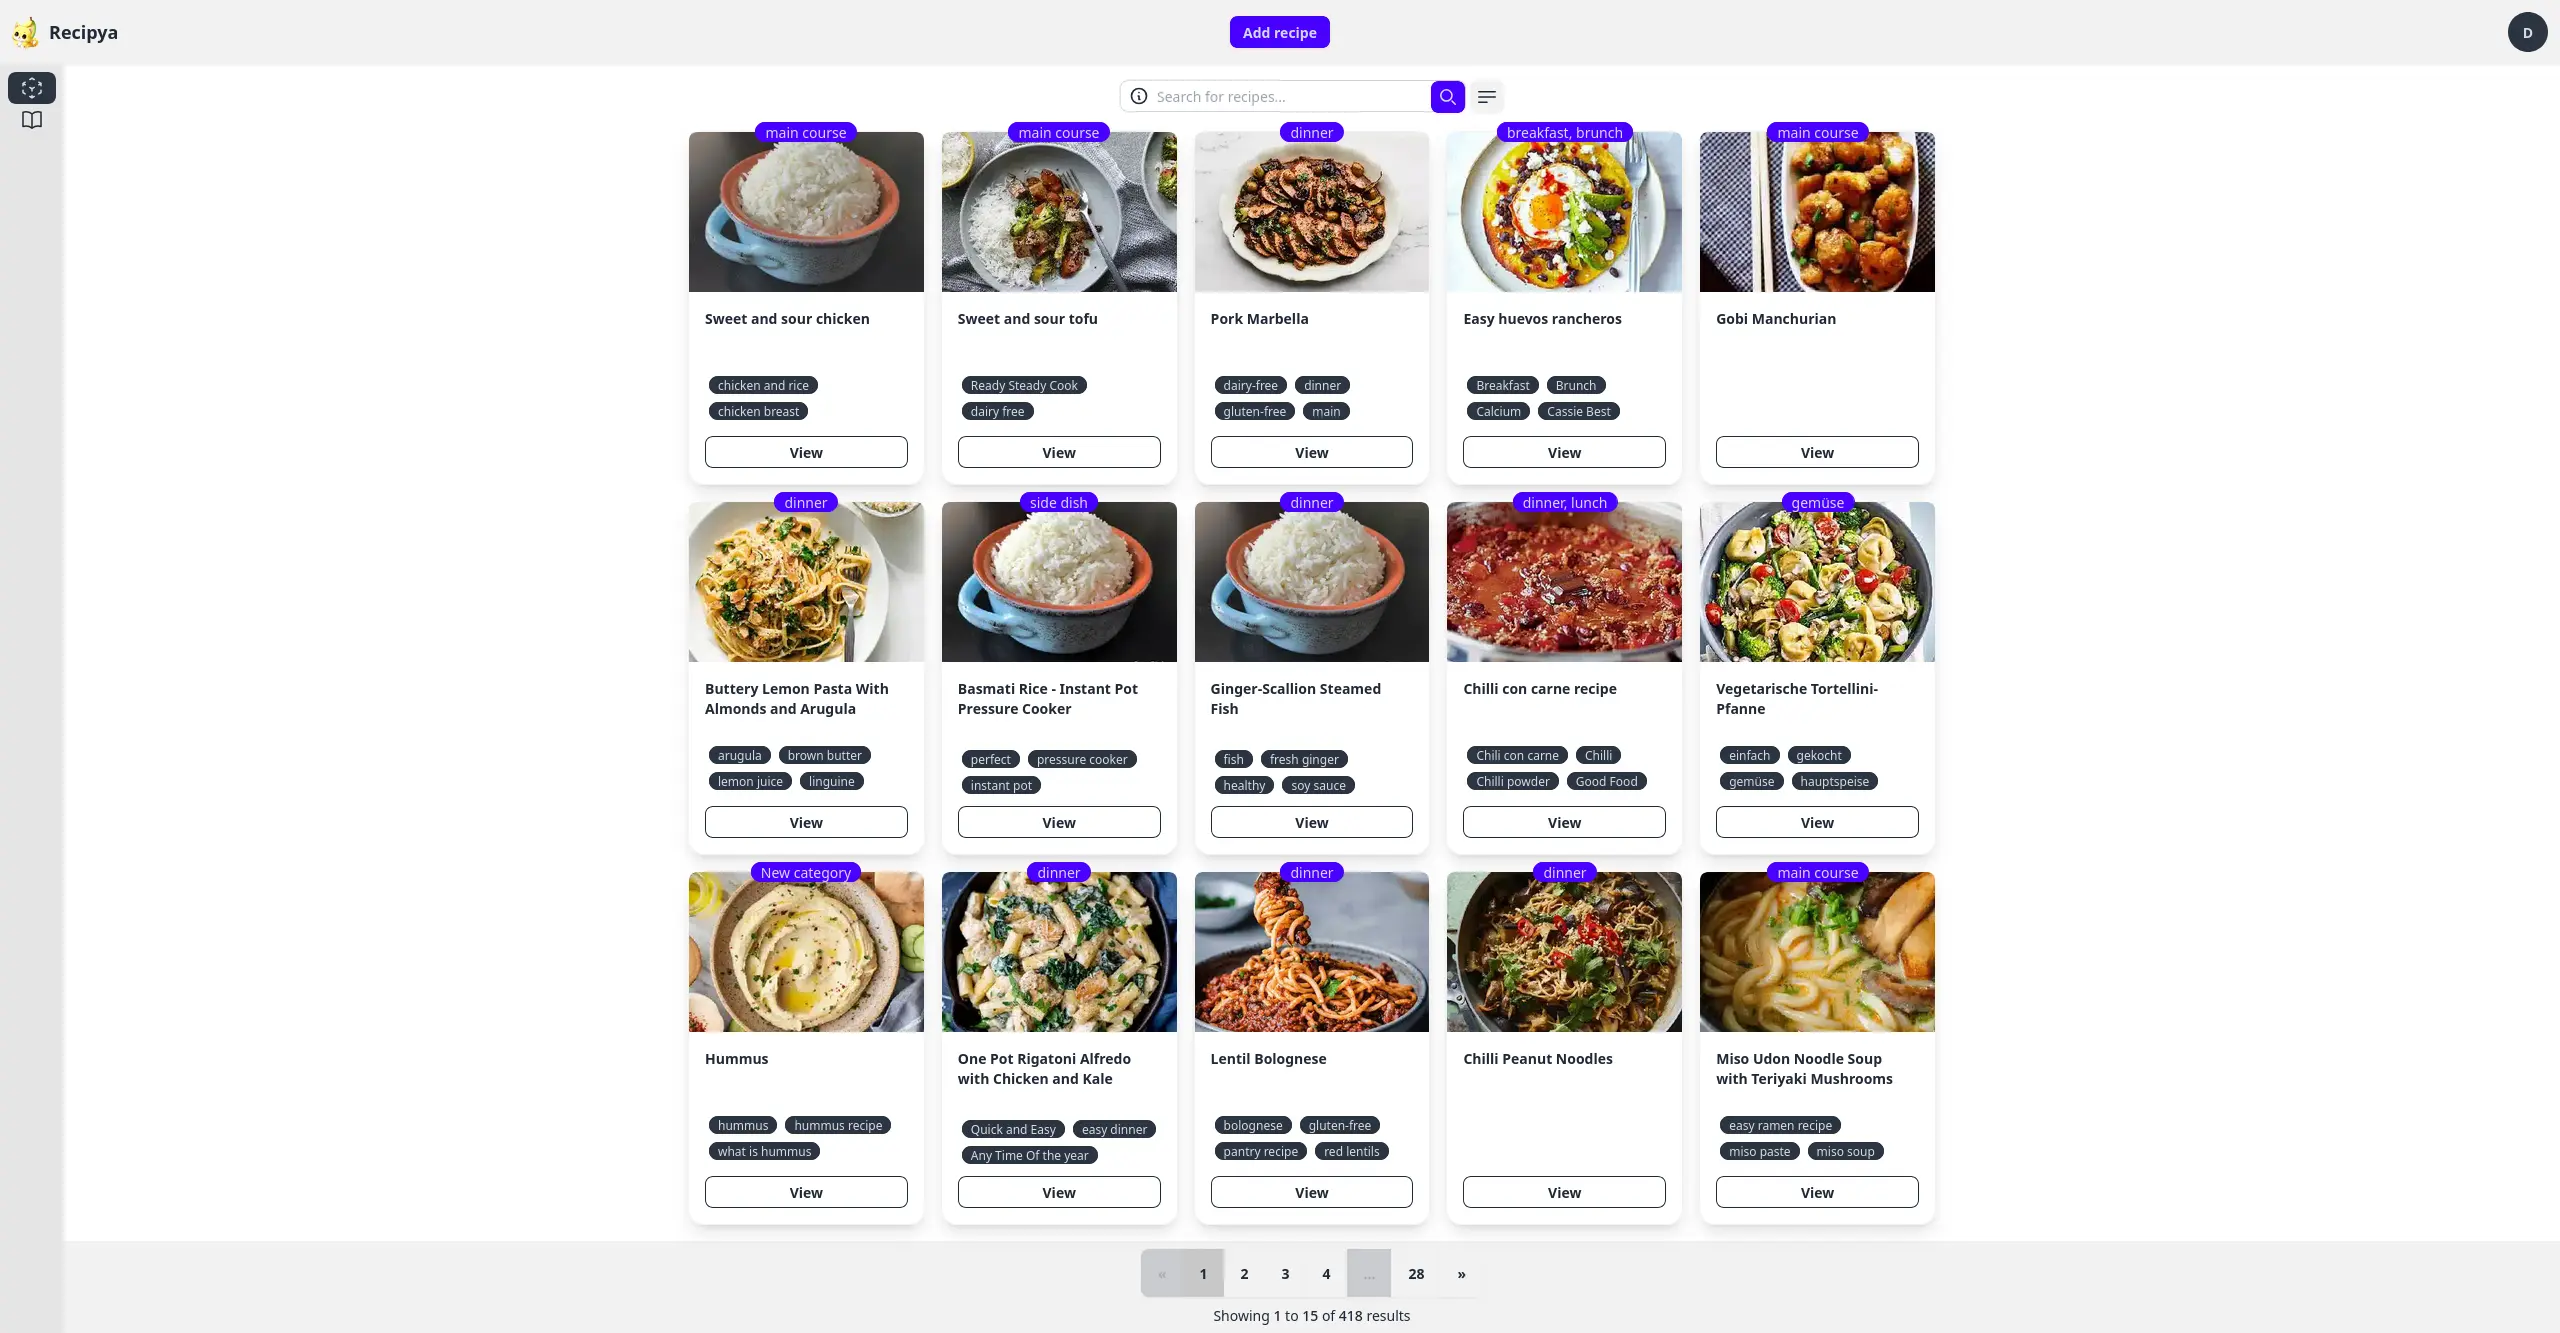 Recipya
Add recipe
D
Search for recipes...
main course
main course
dinner
breakfast, brunch
main course
Sweet and sour chicken
Sweet and sour tofu
Pork Marbella
Easy huevos rancheros
Gobi Manchurian
chicken and rice
chicken breast
Ready Steady Cook
dairy free
dairy-free dinner
gluten-free main
Breakfast Brunch
Calcium Cassie Best
View
View
View
View
View
dinner
side dish
dinner
dinner, lunch
gemüse
Buttery Lemon Pasta With
Almonds and Arugula
Basmati Rice - Instant Pot
Pressure Cooker
Ginger-Scallion Steamed
Fish
Chilli con carne recipe
Vegetarische Tortellini-
Pfanne
arugula brown butter
lemon juice linguine
perfect pressure cooker
instant pot
fish fresh ginger
healthy soy sauce
Chili con carne Chilli
Chilli powder Good Food
einfach gekocht
gemüse hauptspeise
View
View
View
View
View
New category
dinner
dinner
dinner
main course
Hummus
One Pot Rigatoni Alfredo
with Chicken and Kale
Lentil Bolognese
Chilli Peanut Noodles
Miso Udon Noodle Soup
with Teriyaki Mushrooms
hummus hummus recipe
what is hummus
Quick and Easy easy dinner
Any Time Of the year
bolognese gluten-free
pantry recipe red lentils
easy ramen recipe
miso paste miso soup
View
View
View
View
View
« 1 2 3 4 ... 28 »
Showing 1 to 15 of 418 results